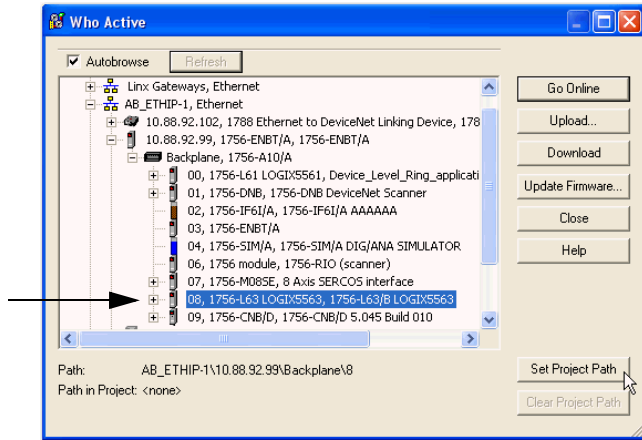 Who Active
Autobrowse
Refresh
Linx Gateways, Ethernet
AB_ETHIP-1, Ethernet
10.88.92.102, 1788 Ethernet to DeviceNet Linking Device, 178
10.88.92.99, 1756-ENBT/A, 1756-ENBT/A
Backplane, 1756-A10/A
00, 1756-L61 LOGIX5561, Device_Level_Ring_applicati
01, 1756-DNB, 1756-DNB DeviceNet Scanner
02, 1756-IF6I/A, 1756-IF6I/A AAAAAA
03, 1756-ENBT/A
04, 1756-SIM/A, 1756-SIM/A DIG/ANA SIMULATOR
06, 1756 module, 1756-RIO (scanner)
07, 1756-M08SE, 8 Axis SERCOS interface
08, 1756-L63 LOGIX5563, 1756-L63/B LOGIX5563
09, 1756-CNB/D, 1756-CNB/D 5.045 Build 010
Go Online
Upload...
Download
Update Firmware...
Close
Help
Path: AB_ETHIP-1\10.88.92.99\Backplane\8
Path in Project: <none>
Set Project Path
Clear Project Path